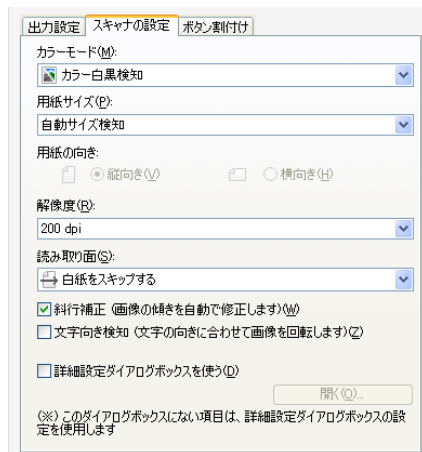 出力設定 スキャナの設定 ボタン割付け
カラーモード(M):
カラー白黒検知
用紙サイズ(P):
自動サイズ検知
用紙の向き:
縦向き(V) 横向き(H)
解像度(R):
200 dpi
読み取り面(S):
白紙をスキップする
斜行補正 (画像の傾きを自動で修正します)(W)
文字向き検知 (文字の向きに合わせて画像を回転します)(Z)
詳細設定ダイアログボックスを使う(D)
開く(O)...
(※) このダイアログボックスにない項目は、詳細設定ダイアログボックスの設
定を使用します